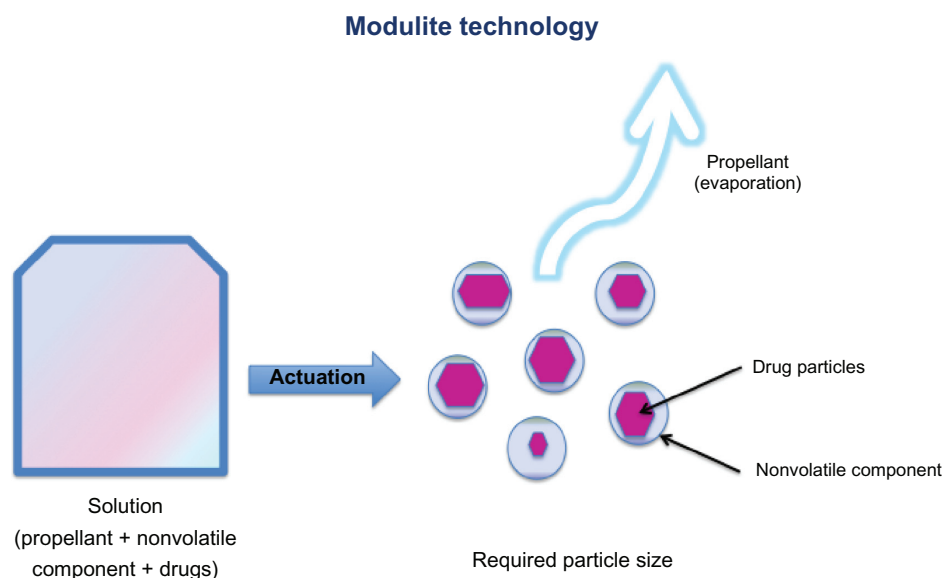 Modulite technology
Propellant
(evaporation)
Actuation
Drug particles
Nonvolatile component
Solution
(propellant + nonvolatile
component + drugs)
Required particle size